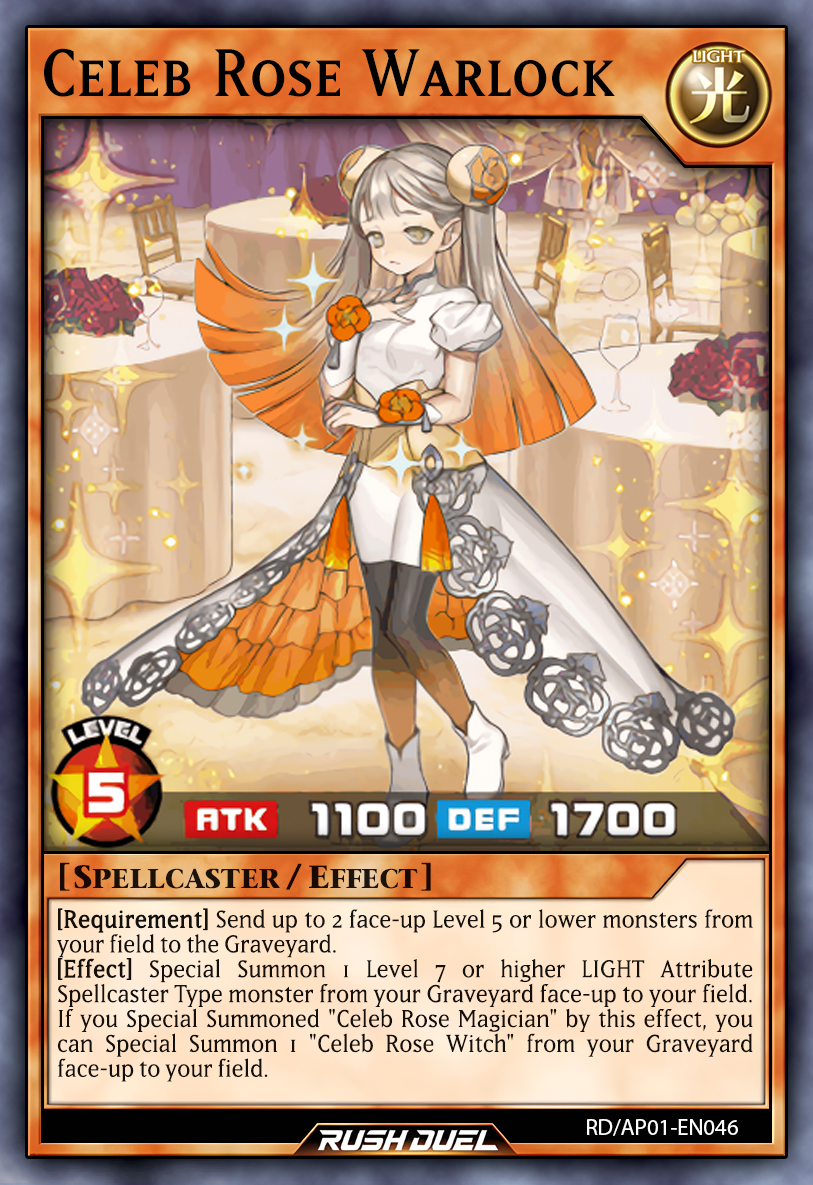 Celeb Rose Warlock
LIGHT
光
LEVEL
5
ATK 1100 DEF 1700
[Spellcaster / Effect]
[Requirement] Send up to 2 face-up Level 5 or lower monsters from
your field to the Graveyard.
[Effect] Special Summon 1 Level 7 or higher LIGHT Attribute
Spellcaster Type monster from your Graveyard face-up to your field.
If you Special Summoned "Celeb Rose Magician" by this effect, you
can Special Summon 1 "Celeb Rose Witch" from your Graveyard
face-up to your field.
RUSH DUEL
RD/AP01-EN046